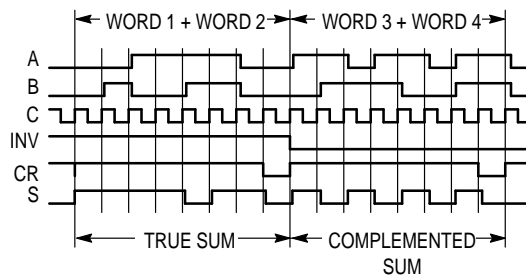 WORD 1 + WORD 2
WORD 3 + WORD 4
A
B
C
INV
CR
S
TRUE SUM
COMPLEMENTED
SUM